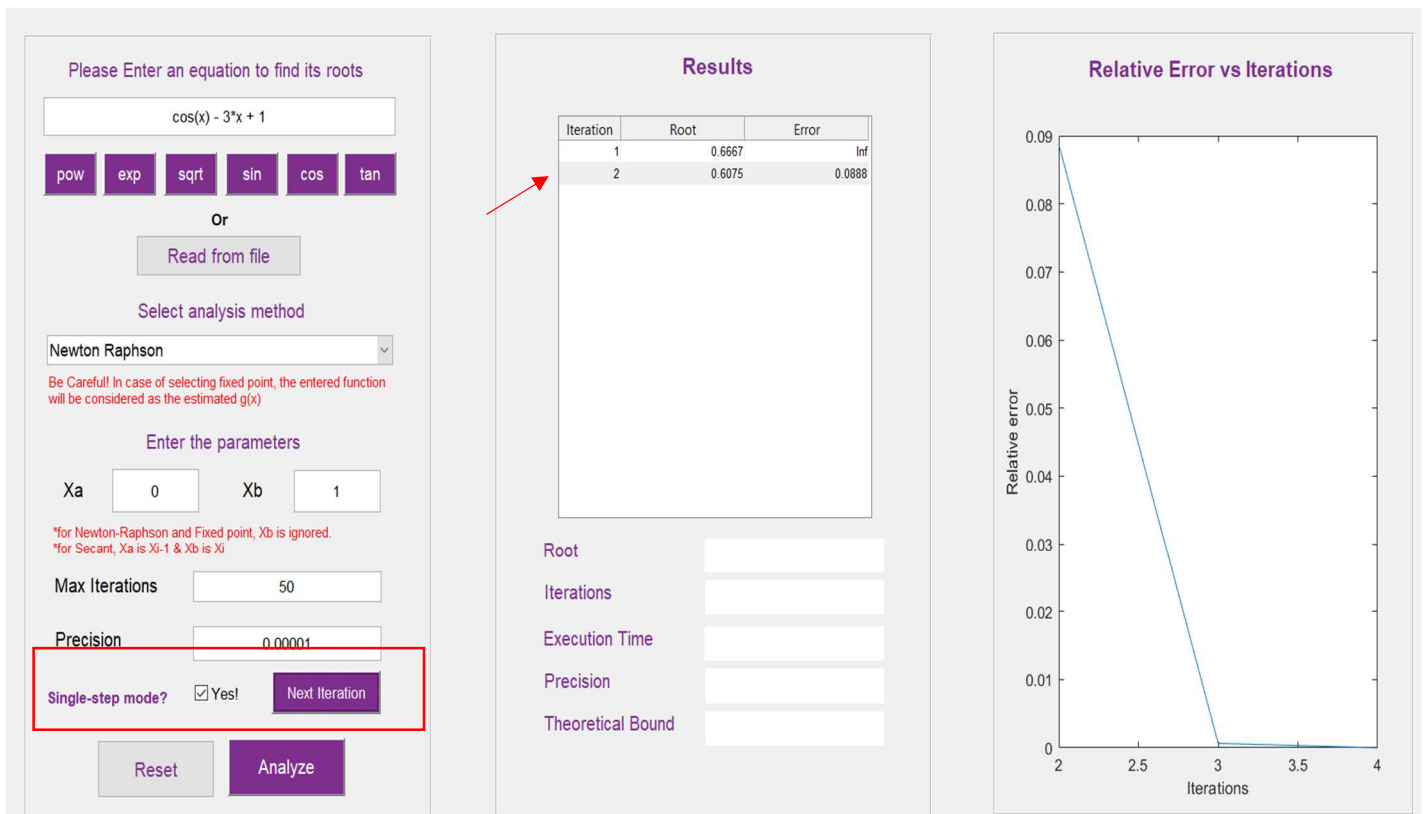 Please Enter an equation to find its roots
cos(x) - 3*x + 1
pow exp sqrt sin cos tan
Or
Read from file
Select analysis method
Newton Raphson
Be Careful! In case of selecting fixed point, the entered function
will be considered as the estimated g(x)
Enter the parameters
Xa 0 Xb 1
*for Newton-Raphson and Fixed point, Xb is ignored.
*for Secant, Xa is Xi-1 & Xb is Xi
Max Iterations 50
Precision 0.00001
Single-step mode? Yes! Next Iteration
Reset Analyze
Results
Iteration Root Error
1 0.6667 Inf
2 0.6075 0.0888
Root
Iterations
Execution Time
Precision
Theoretical Bound
Relative Error vs Iterations
0.09
0.08
0.07
0.06
0.05
0.04
0.03
0.02
0.01
0
Relative error
2 2.5 3 3.5 4
Iterations